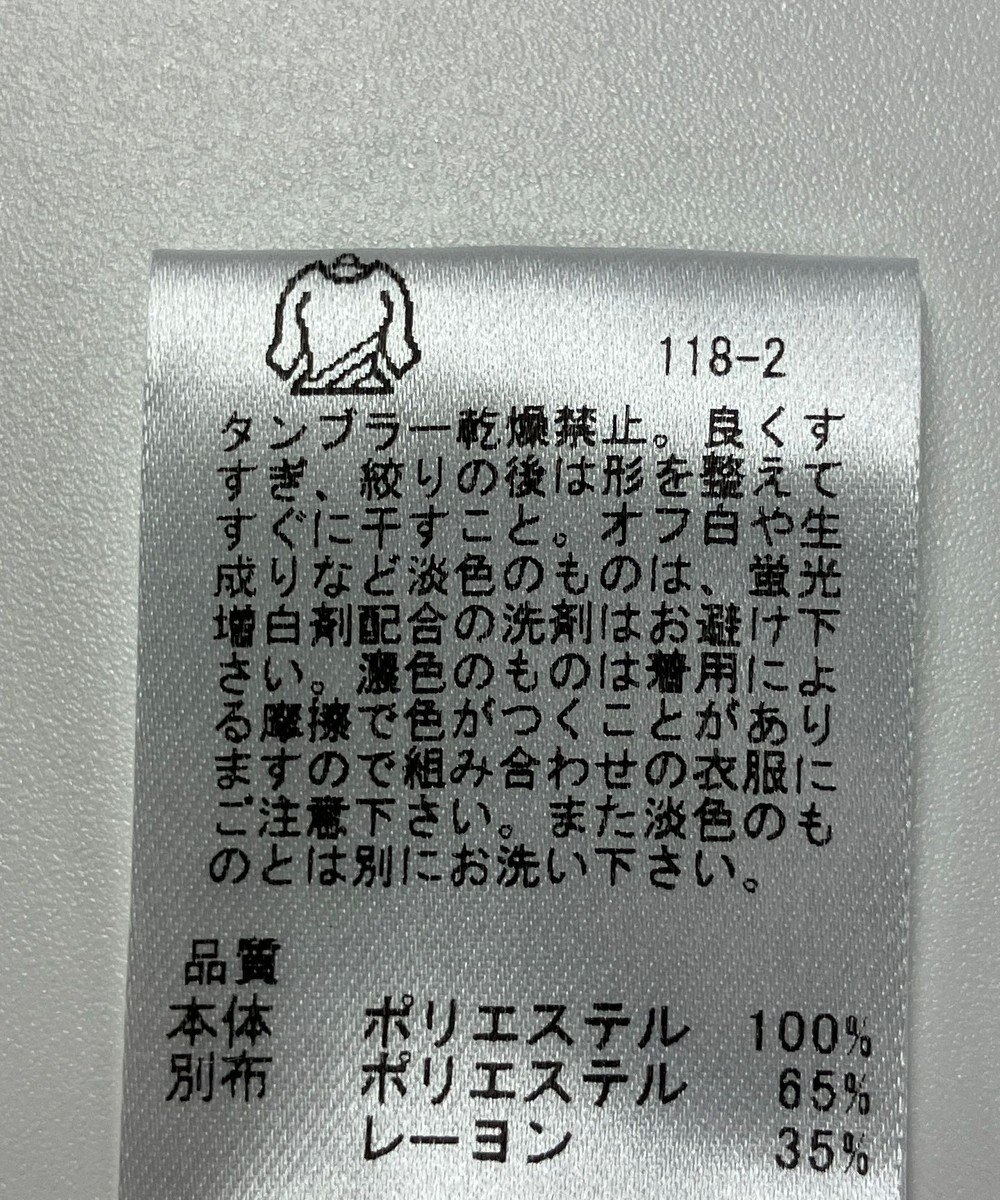 118-2
タンブラー乾燥禁止。良くす
すぎ、絞りの後は形を整えて
すぐに干すこと。オフ白や生
成りなど淡色のものは、蛍光
増白剤配合の洗剤はお避け下
さい。濃色のものは着用によ
る摩擦で色がつくことがあり
ますので組み合わせの衣服に
ご注意下さい。また淡色のも
のとは別にお洗い下さい。
品質
本体 ポリエステル 100%
別布 ポリエステル 65%
レーヨン 35%